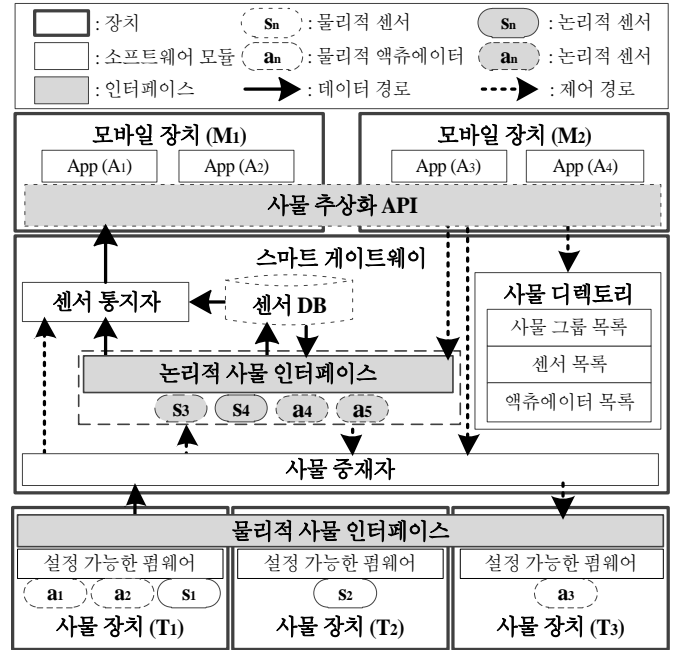 : 장치 sn : 물리적 센서 sn : 논리적 센서
: 소프트웨어 모듈 an : 물리적 액츄에이터 an : 논리적 센서
: 인터페이스 : 데이터 경로 : 제어 경로
모바일 장치 (M1) 모바일 장치 (M2)
App (A1) App (A2) App (A3) App (A4)
사물 추상화 API
스마트 게이트웨이
센서 통지자 센서 DB 사물 디렉토리
사물 그룹 목록
센서 목록
액츄에이터 목록
논리적 사물 인터페이스
s3 s4 a4 a5
사물 중재자
물리적 사물 인터페이스
설정 가능한 펌웨어 설정 가능한 펌웨어 설정 가능한 펌웨어
a1 a2 s1 s2 a3
사물 장치 (T1) 사물 장치 (T2) 사물 장치 (T3)